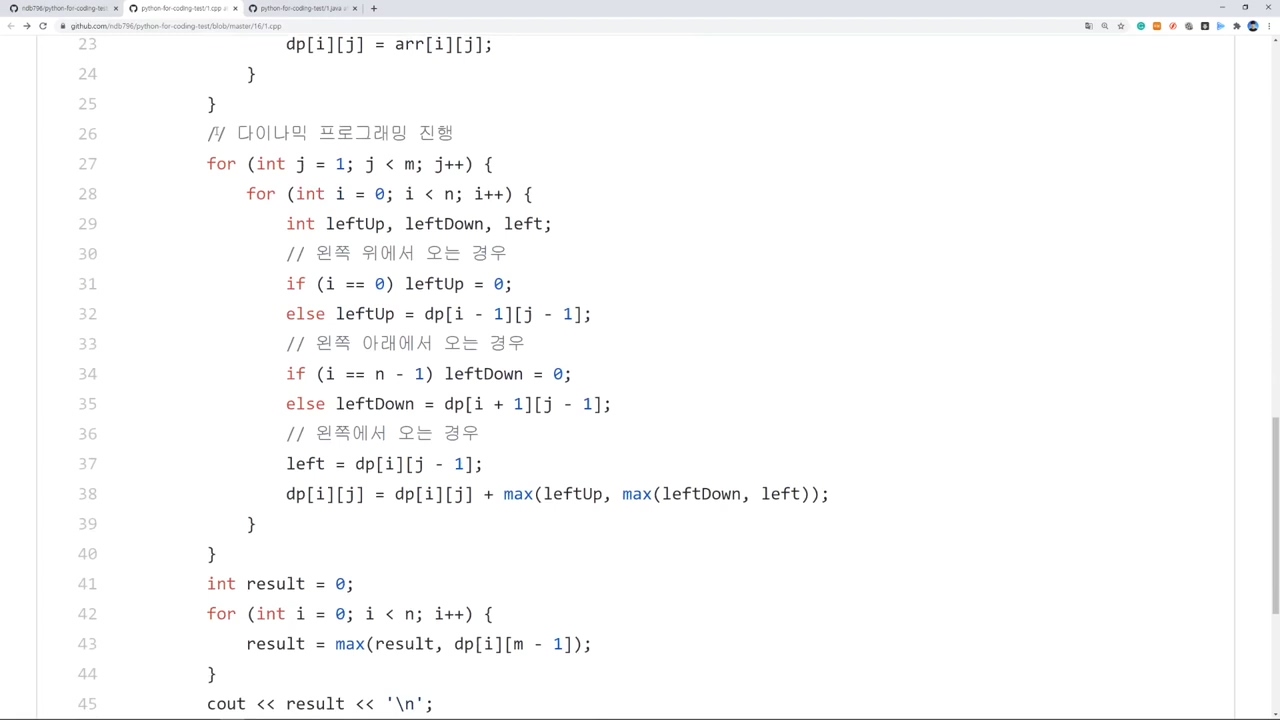 ndb796/python-for-coding-test
python-for-coding-test/1.cpp at
python-for-coding-test/1.java at
github.com/ndb796/python-for-coding-test/blob/master/16/1.cpp
23 dp[i][j] = arr[i][j];
24 }
25 }
26 // 다이나믹 프로그래밍 진행
27 for (int j = 1; j < m; j++) {
28 for (int i = 0; i < n; i++) {
29 int leftUp, leftDown, left;
30 // 왼쪽 위에서 오는 경우
31 if (i == 0) leftUp = 0;
32 else leftUp = dp[i - 1][j - 1];
33 // 왼쪽 아래에서 오는 경우
34 if (i == n - 1) leftDown = 0;
35 else leftDown = dp[i + 1][j - 1];
36 // 왼쪽에서 오는 경우
37 left = dp[i][j - 1];
38 dp[i][j] = dp[i][j] + max(leftUp, max(leftDown, left));
39 }
40 }
41 int result = 0;
42 for (int i = 0; i < n; i++) {
43 result = max(result, dp[i][m - 1]);
44 }
45 cout << result << '\n';